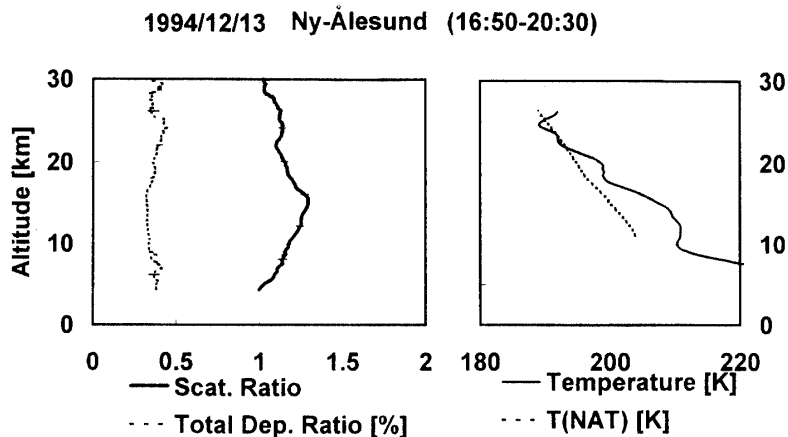 1994/12/13 Ny-Ålesund (16:50-20:30)
Altitude [km]
30
20
10
0
0 0.5 1 1.5 2
Scat. Ratio
Total Dep. Ratio [%]
30
20
10
0
180 200 220
Temperature [K]
T(NAT) [K]